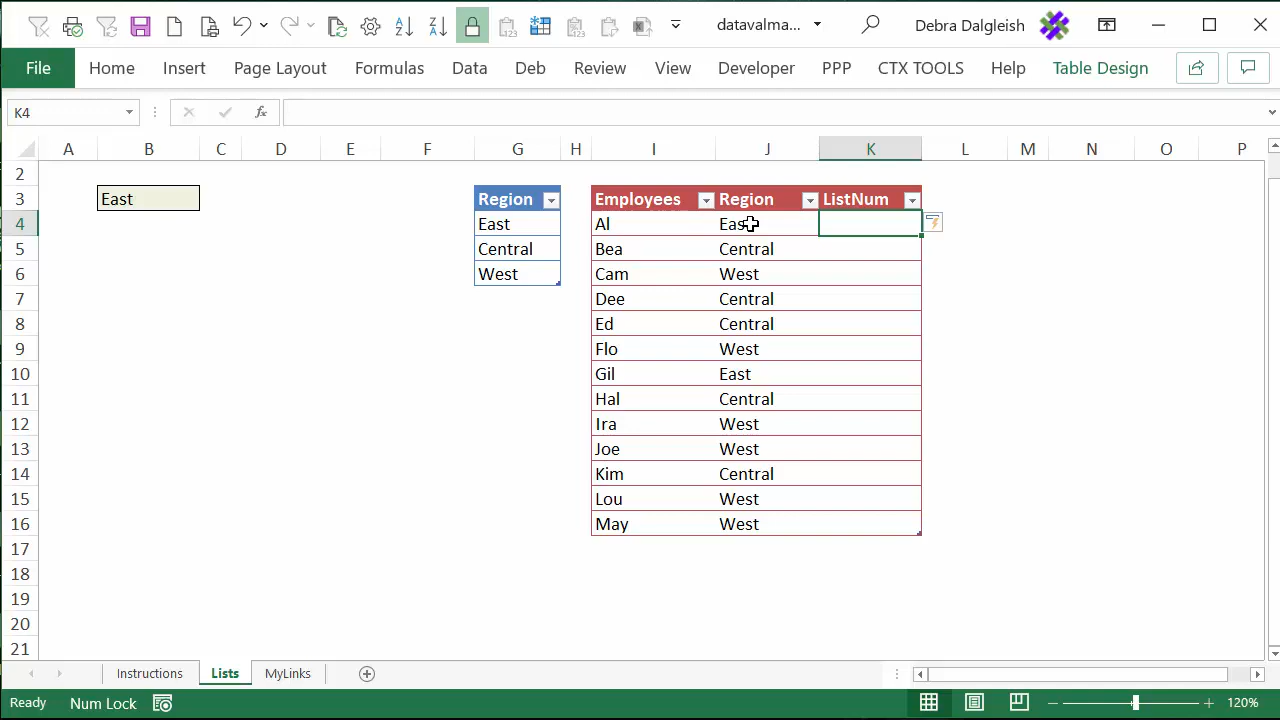 datavalma...
Debra Dalgleish
File Home Insert Page Layout Formulas Data Deb Review View Developer PPP CTX TOOLS Help Table Design
K4 fx
A B C D E F G H I J K L M N O P
2
3 East Region Employees Region ListNum
4 East Al East
5 Central Bea Central
6 West Cam West
7 Dee Central
8 Ed Central
9 Flo West
10 Gil East
11 Hal Central
12 Ira West
13 Joe West
14 Kim Central
15 Lou West
16 May West
17
18
19
20
21
Instructions Lists MyLinks
Ready Num Lock 120%